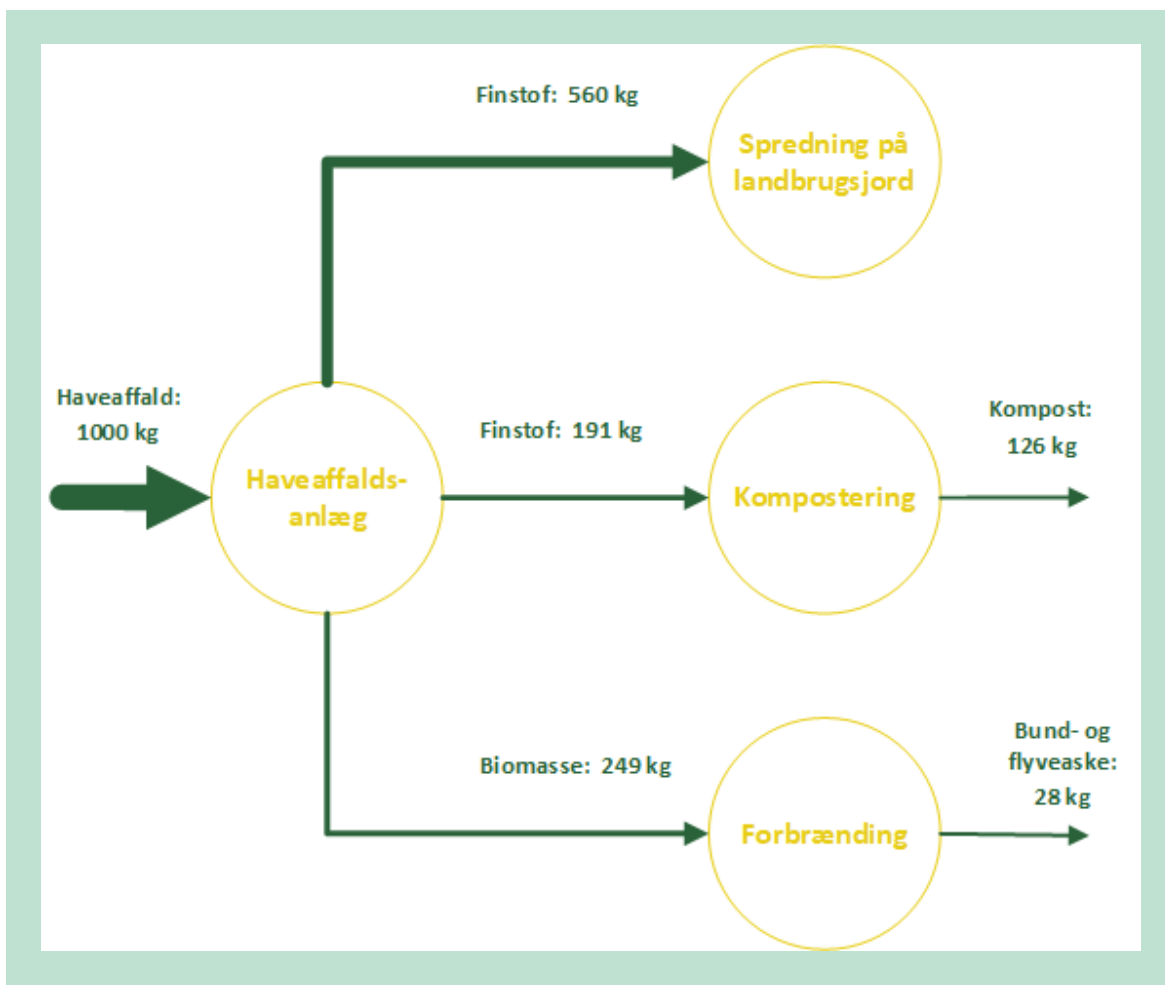 Finstof: 560 kg
Spredning på
landbrugsjord
Haveaffald:
1000 kg
Haveaffalds-
anlæg
Finstof: 191 kg
Kompostering
Kompost:
126 kg
Biomasse: 249 kg
Forbrænding
Bund- og
flyveaske:
28 kg